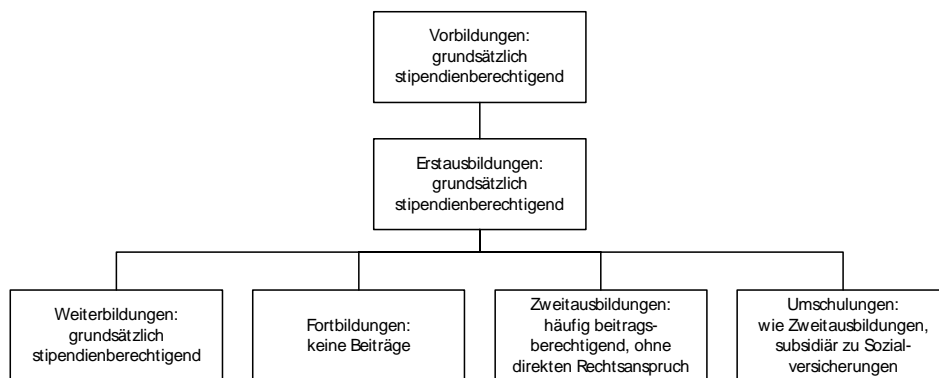 Vorbildungen:
grundsätzlich
stipendienberechtigend
Erstausbildungen:
grundsätzlich
stipendienberechtigend
Weiterbildungen:
grundsätzlich
stipendienberechtigend
Fortbildungen:
keine Beiträge
Zweitausbildungen:
häufig beitrags-
berechtigend, ohne
direkten Rechtsanspruch
Umschulungen:
wie Zweitausbildungen,
subsidiär zu Sozial-
versicherungen